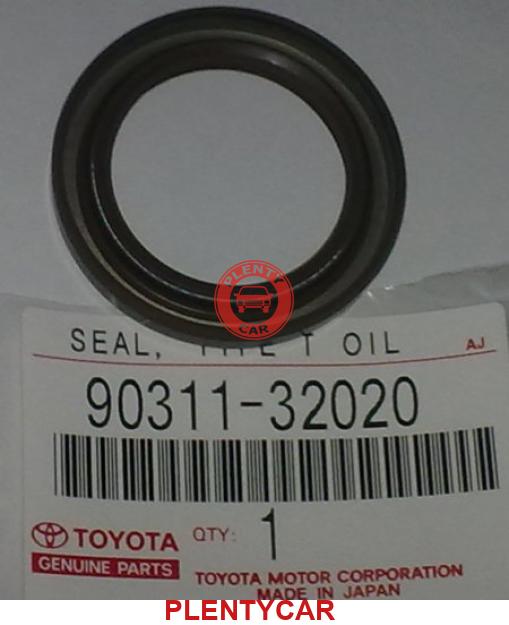 PLENTY
CAR
SEAL, TYPE T OIL
AJ
90311-32020
TOYOTA
GENUINE PARTS
QTY: 1
TOYOTA MOTOR CORPORATION
MADE IN JAPAN
PLENTYCAR